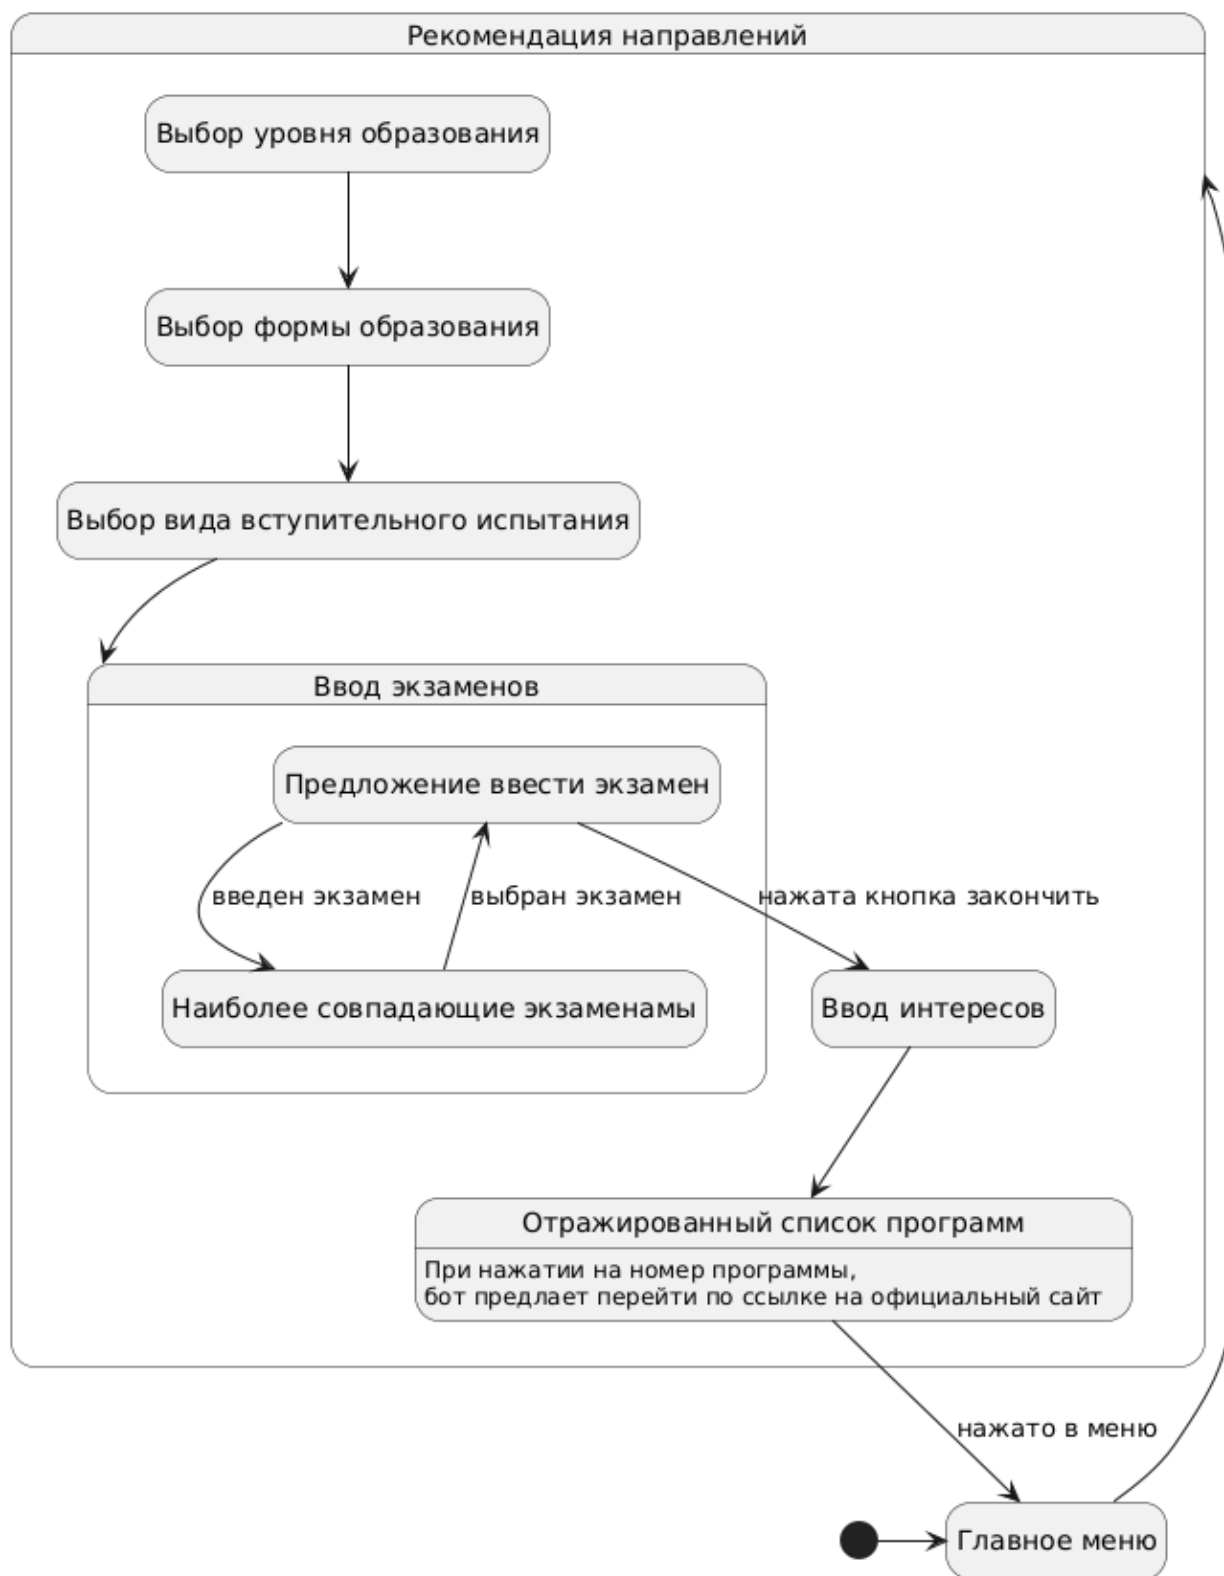 Рекомендация направлений
Выбор уровня образования
Выбор формы образования
Выбор вида вступительного испытания
Ввод экзаменов
Предложение ввести экзамен
введен экзамен
выбран экзамен
нажата кнопка закончить
Наиболее совпадающие экзаменамы
Ввод интересов
Отражированный список программ
При нажатии на номер программы,
бот предлает перейти по ссылке на официальный сайт
нажато в меню
Главное меню